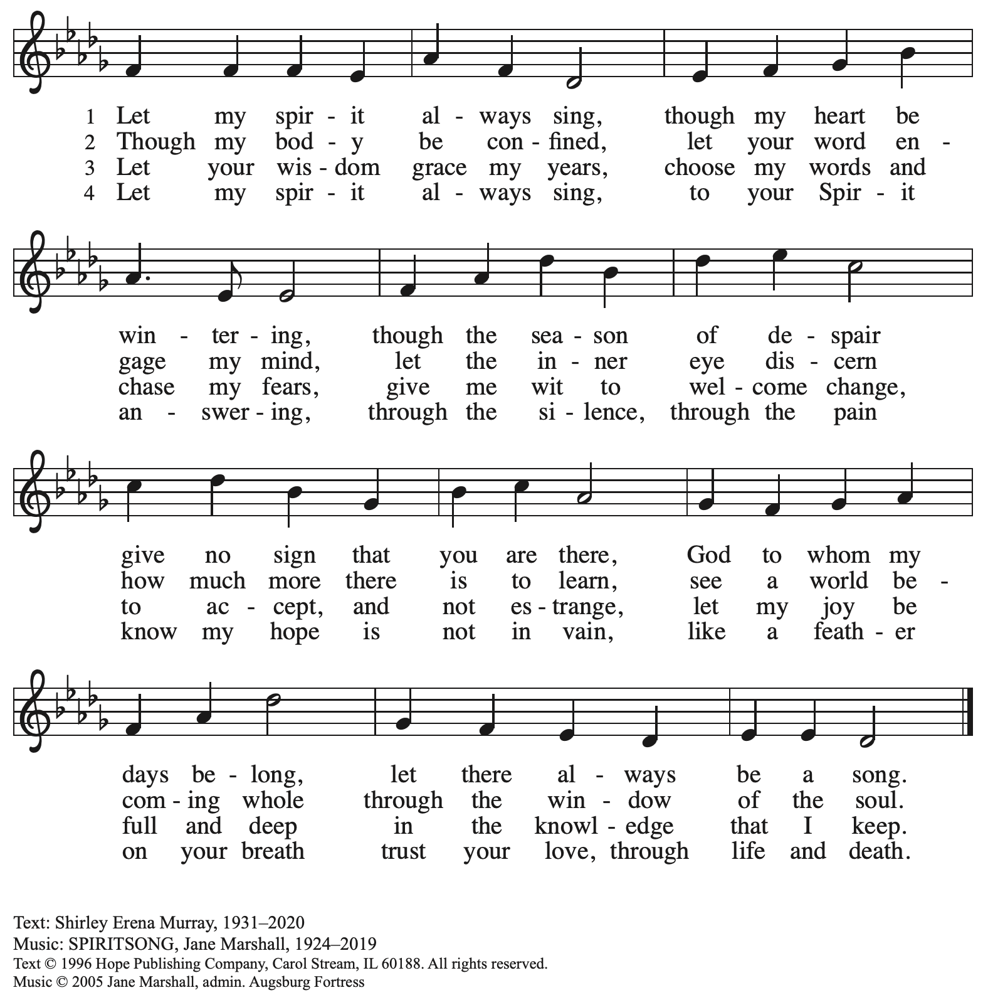 1 Let my spir - it al - ways sing, though my heart be
2 Though my bod - y be con - fined, let your word en -
3 Let your wis - dom grace my years, choose my words and
4 Let my spir - it al - ways sing, to your Spir - it
win - ter - ing, though the sea - son of de - spair
gage my mind, let the in - ner eye dis - cern
chase my fears, give me wit to wel - come change,
an - swer - ing, through the si - lence, through the pain
give no sign that you are there, God to whom my
how much more there is to learn, see a world be -
to ac - cept, and not es - trange, let my joy be
know my hope is not in vain, like a feath - er
days be - long, let there al - ways be a song.
com - ing whole through the win - dow of the soul.
full and deep in the knowl - edge that I keep.
on your breath trust your love, through life and death.
Text: Shirley Erena Murray, 1931–2020
Music: SPIRITSONG, Jane Marshall, 1924–2019
Text © 1996 Hope Publishing Company, Carol Stream, IL 60188. All rights reserved.
Music © 2005 Jane Marshall, admin. Augsburg Fortress